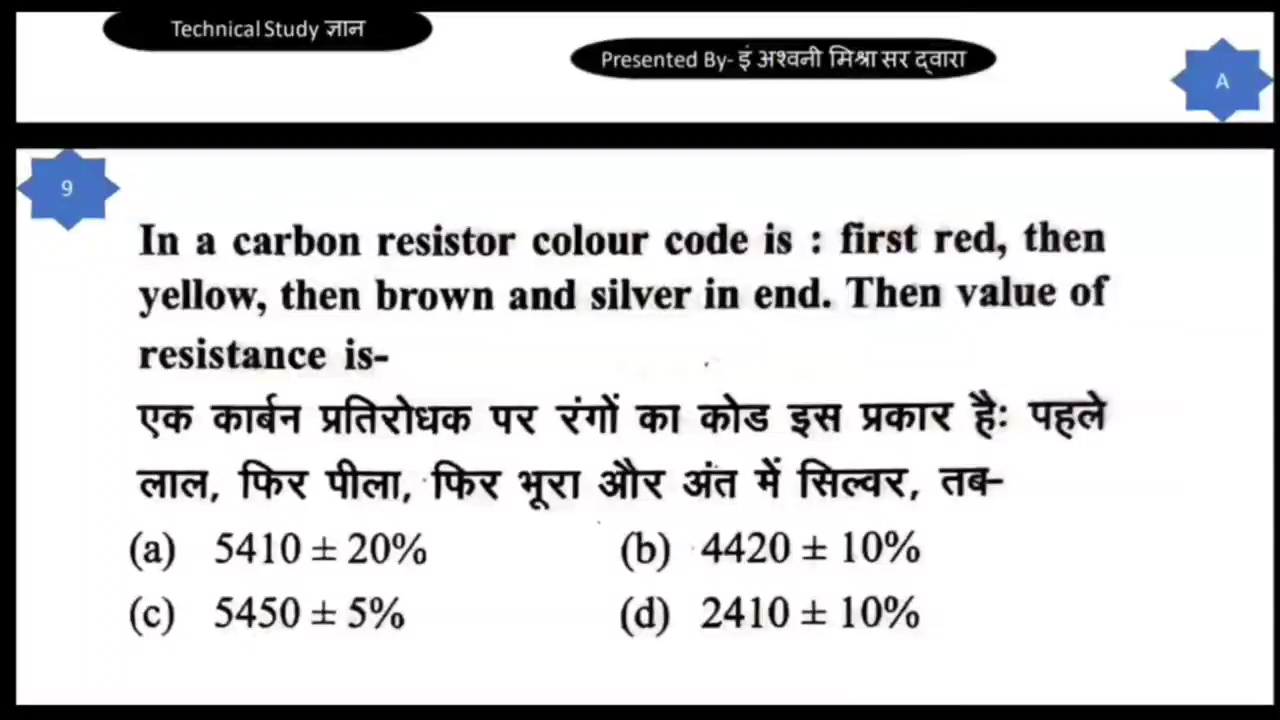 Technical Study ज्ञान
Presented By- इं अश्वनी मिश्रा सर द्वारा
A
9
In a carbon resistor colour code is : first red, then
yellow, then brown and silver in end. Then value of
resistance is-
एक कार्बन प्रतिरोधक पर रंगों का कोड इस प्रकार हैः पहले
लाल, फिर पीला, फिर भूरा और अंत में सिल्वर, तब-
(a) 5410 ± 20% (b) 4420 ± 10%
(c) 5450 ± 5% (d) 2410 ± 10%